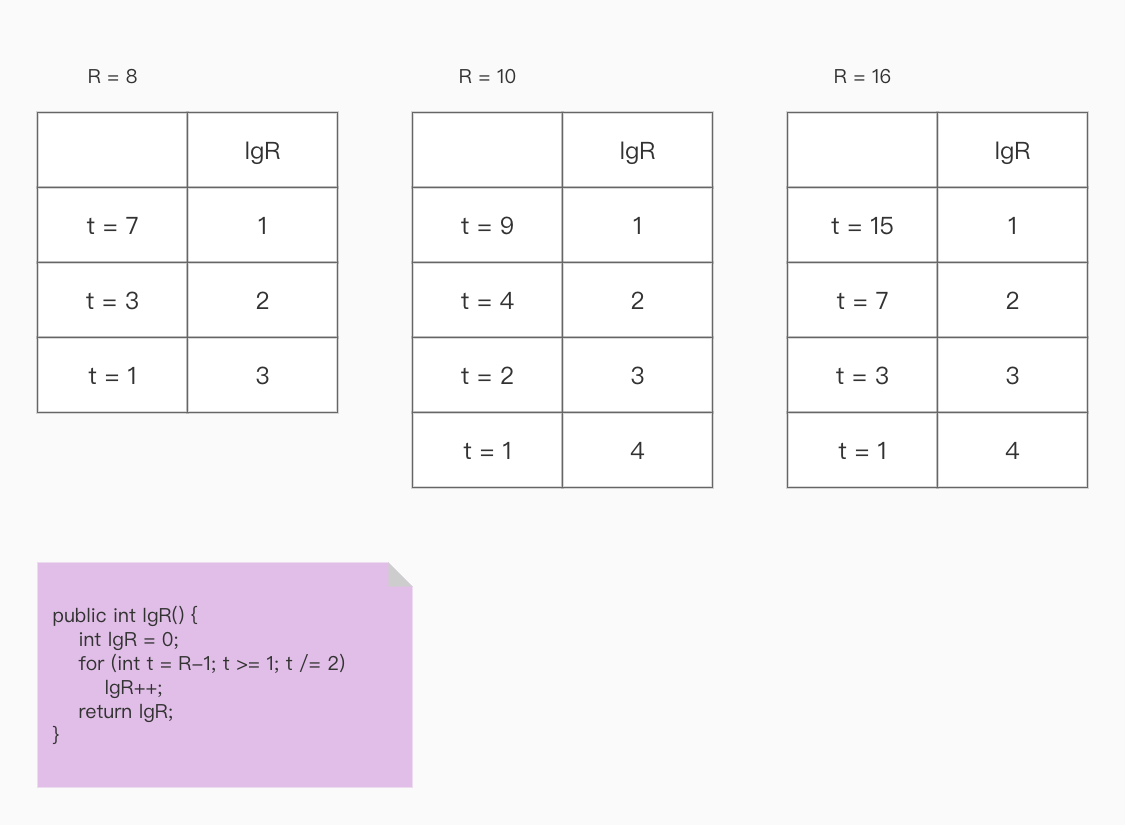 R = 8
lgR
t = 7 1
t = 3 2
t = 1 3
R = 10
lgR
t = 9 1
t = 4 2
t = 2 3
t = 1 4
R = 16
lgR
t = 15 1
t = 7 2
t = 3 3
t = 1 4
public int lgR() {
int lgR = 0;
for (int t = R-1; t >= 1; t /= 2)
lgR++;
return lgR;
}